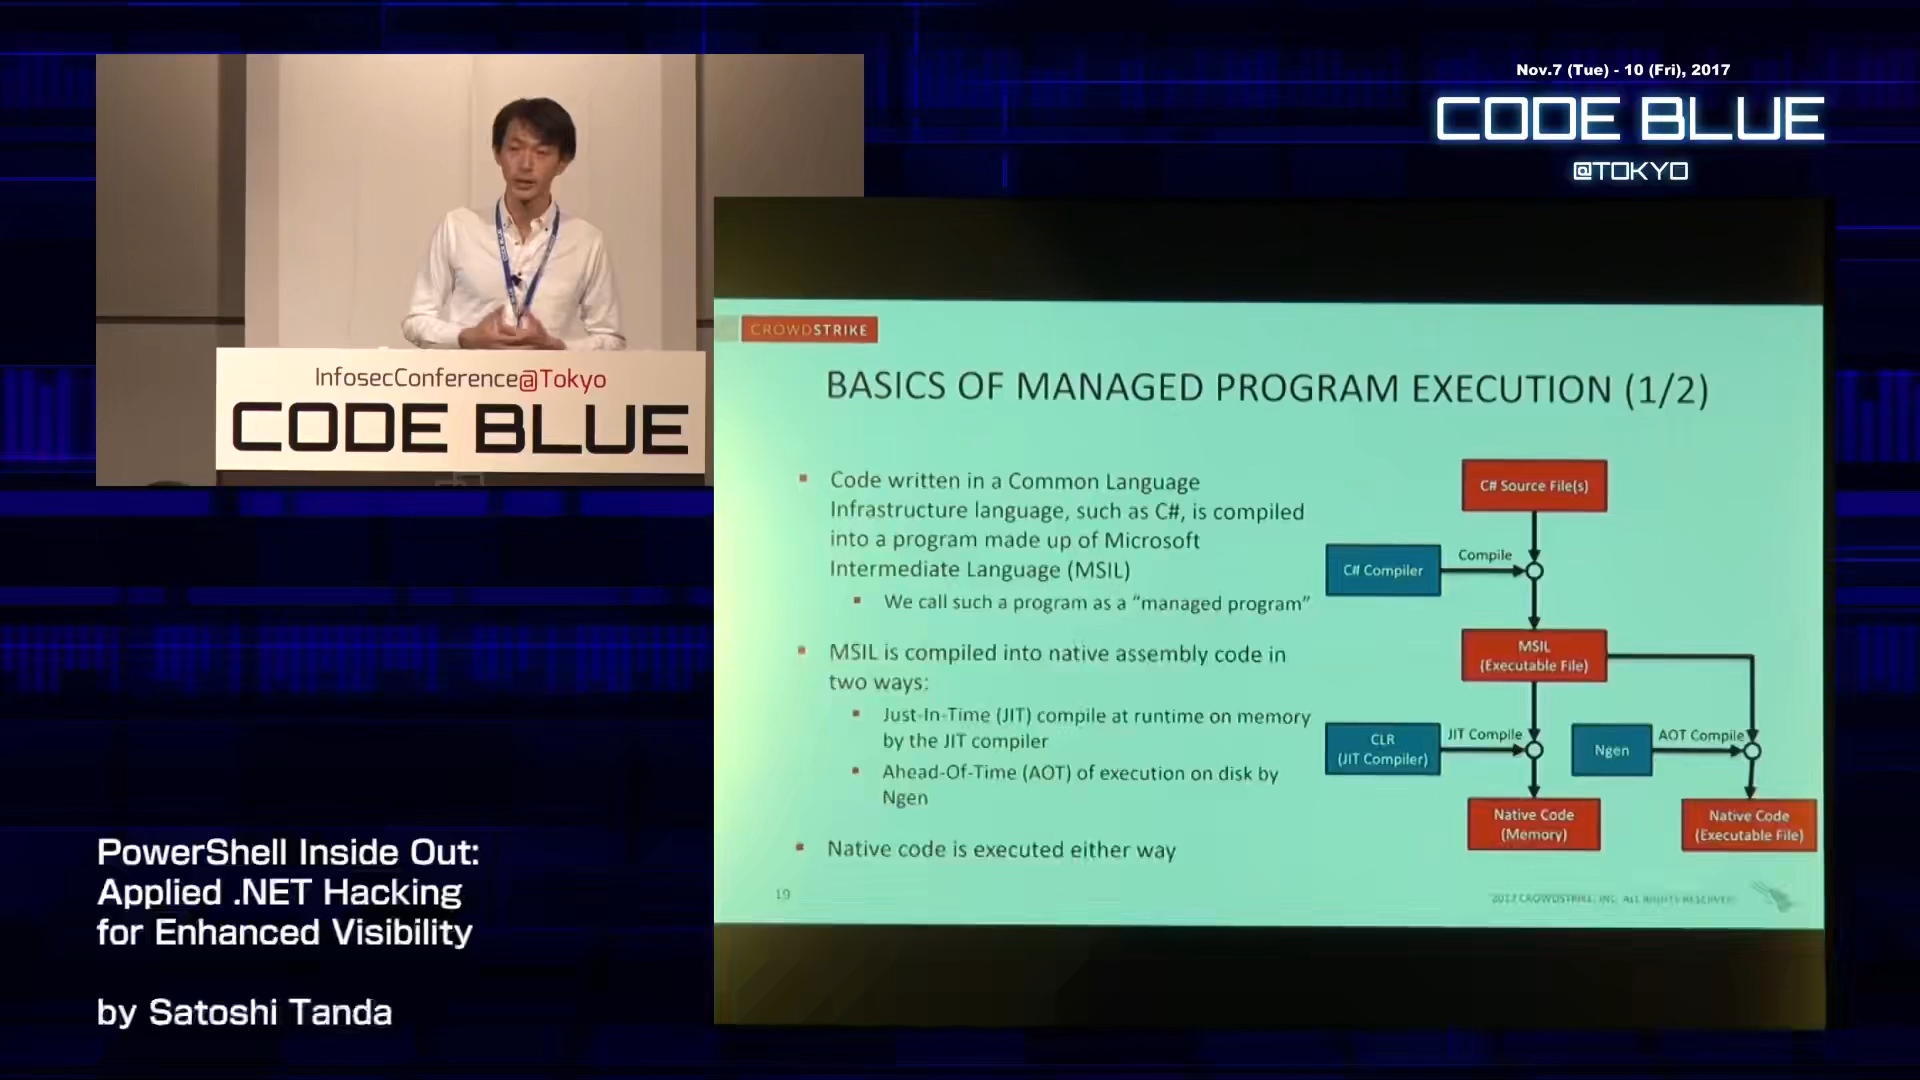 Nov.7 (Tue) - 10 (Fri), 2017
CODE BLUE
@TOKYO
InfosecConference@Tokyo
CODE BLUE
CROWDSTRIKE
BASICS OF MANAGED PROGRAM EXECUTION (1/2)
▪ Code written in a Common Language
Infrastructure language, such as C#, is compiled
into a program made up of Microsoft
Intermediate Language (MSIL)
▪ We call such a program as a “managed program”
▪ MSIL is compiled into native assembly code in
two ways:
▪ Just-In-Time (JIT) compile at runtime on memory
by the JIT compiler
▪ Ahead-Of-Time (AOT) of execution on disk by
Ngen
▪ Native code is executed either way
C# Source File(s)
C# Compiler
Compile
MSIL
(Executable File)
CLR
(JIT Compiler)
JIT Compile
Ngen
AOT Compile
Native Code
(Memory)
Native Code
(Executable File)
19
2017 CROWDSTRIKE, INC. ALL RIGHTS RESERVED.
PowerShell Inside Out:
Applied .NET Hacking
for Enhanced Visibility
by Satoshi Tanda